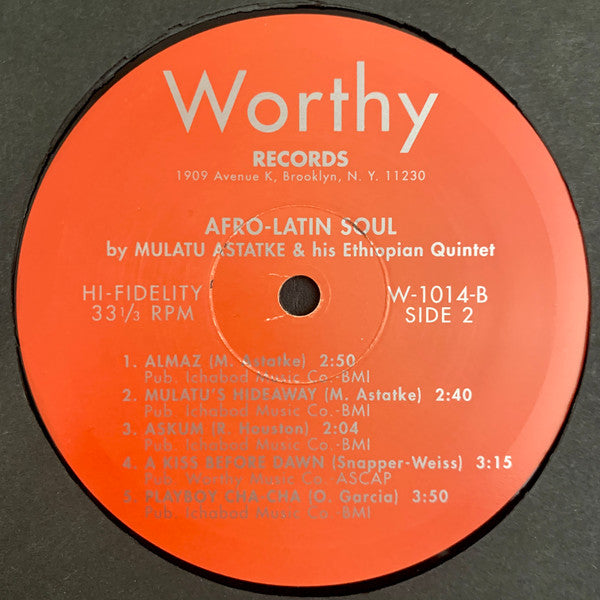 Worthy
RECORDS
1909 Avenue K, Brooklyn, N. Y. 11230
AFRO-LATIN SOUL
by MULATU ASTATKE & his Ethiopian Quintet
HI-FIDELITY
33 1/3 RPM
W-1014-B
SIDE 2
1. ALMAZ (M. Astatke) 2:50
Pub. Ichabod Music Co.-BMI
2. MULATU'S HIDEAWAY (M. Astatke) 2:40
Pub. Ichabod Music Co.-BMI
3. ASKUM (R. Houston) 2:04
Pub. Ichabod Music Co.-BMI
4. A KISS BEFORE DAWN (Snapper-Weiss) 3:15
Pub. Worthy Music Co.-ASCAP
5. PLAYBOY CHA-CHA (O. Garcia) 3:50
Pub. Ichabod Music Co.-BMI